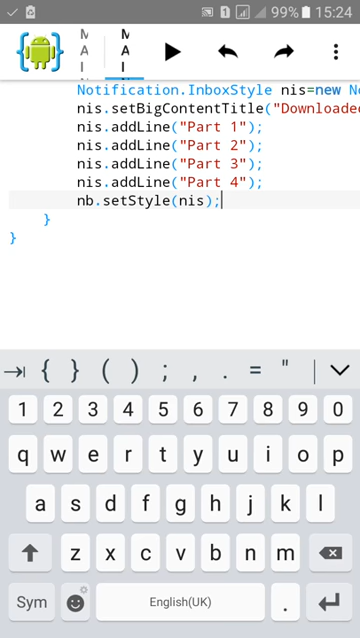 1 99% 15:24
M A I N
M A I N
Notification.InboxStyle nis=new No
nis.setBigContentTitle("Downloaded
nis.addLine("Part 1");
nis.addLine("Part 2");
nis.addLine("Part 3");
nis.addLine("Part 4");
nb.setStyle(nis);
}
}
{ } ( ) ; , . = " |
1 2 3 4 5 6 7 8 9 0
q w e r t y u i o p
a s d f g h j k l
z x c v b n m
Sym English(UK) .